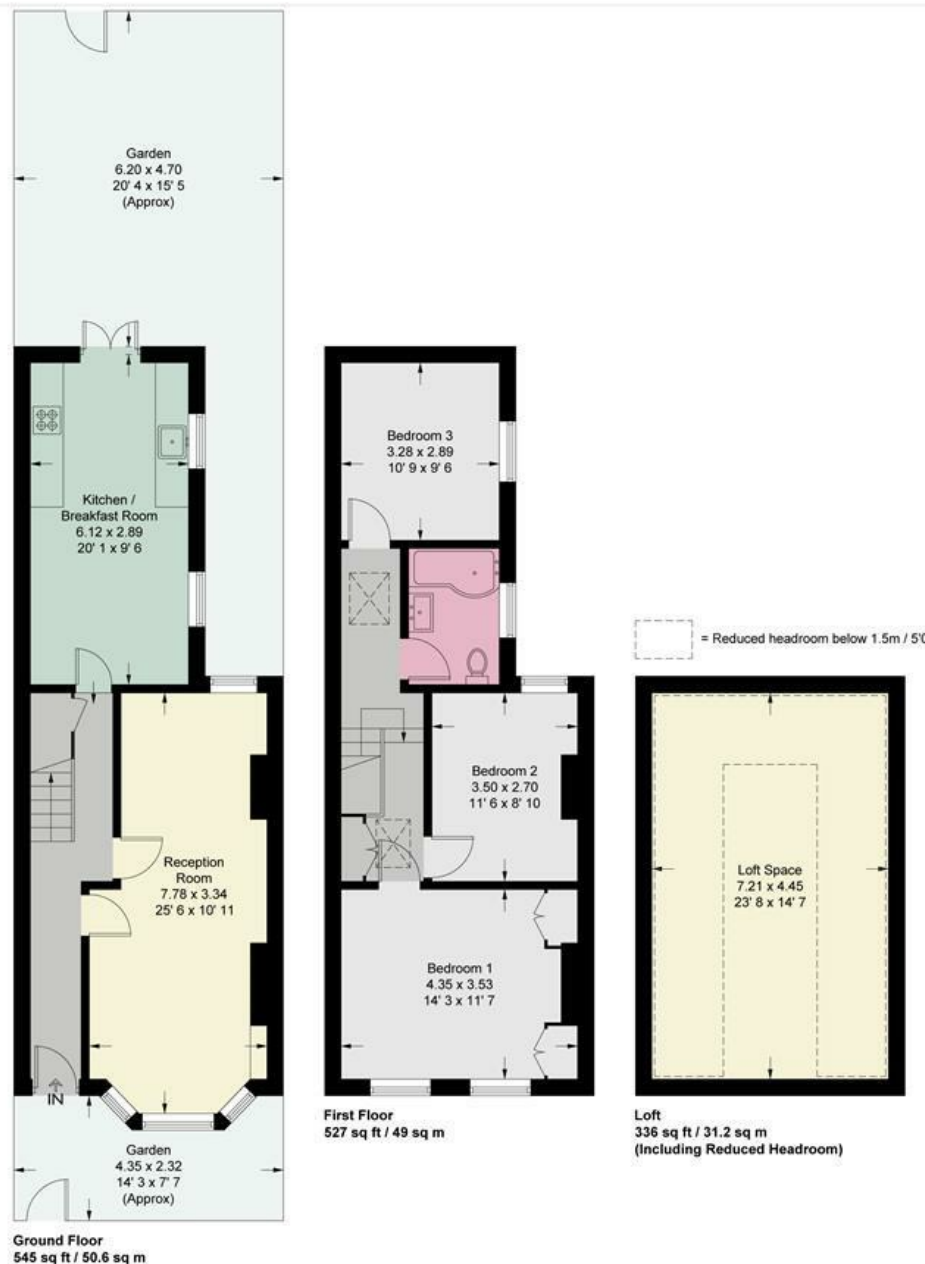 Garden
6.20 x 4.70
20' 4 x 15' 5
(Approx)
Kitchen /
Breakfast Room
6.12 x 2.89
20' 1 x 9' 6
Reception
Room
7.78 x 3.34
25' 6 x 10' 11
IN
Garden
4.35 x 2.32
14' 3 x 7' 7
(Approx)
Ground Floor
545 sq ft / 50.6 sq m
Bedroom 3
3.28 x 2.89
10' 9 x 9' 6
Bedroom 2
3.50 x 2.70
11' 6 x 8' 10
Bedroom 1
4.35 x 3.53
14' 3 x 11' 7
First Floor
527 sq ft / 49 sq m
= Reduced headroom below 1.5m / 5'0
Loft Space
7.21 x 4.45
23' 8 x 14' 7
Loft
336 sq ft / 31.2 sq m
(Including Reduced Headroom)